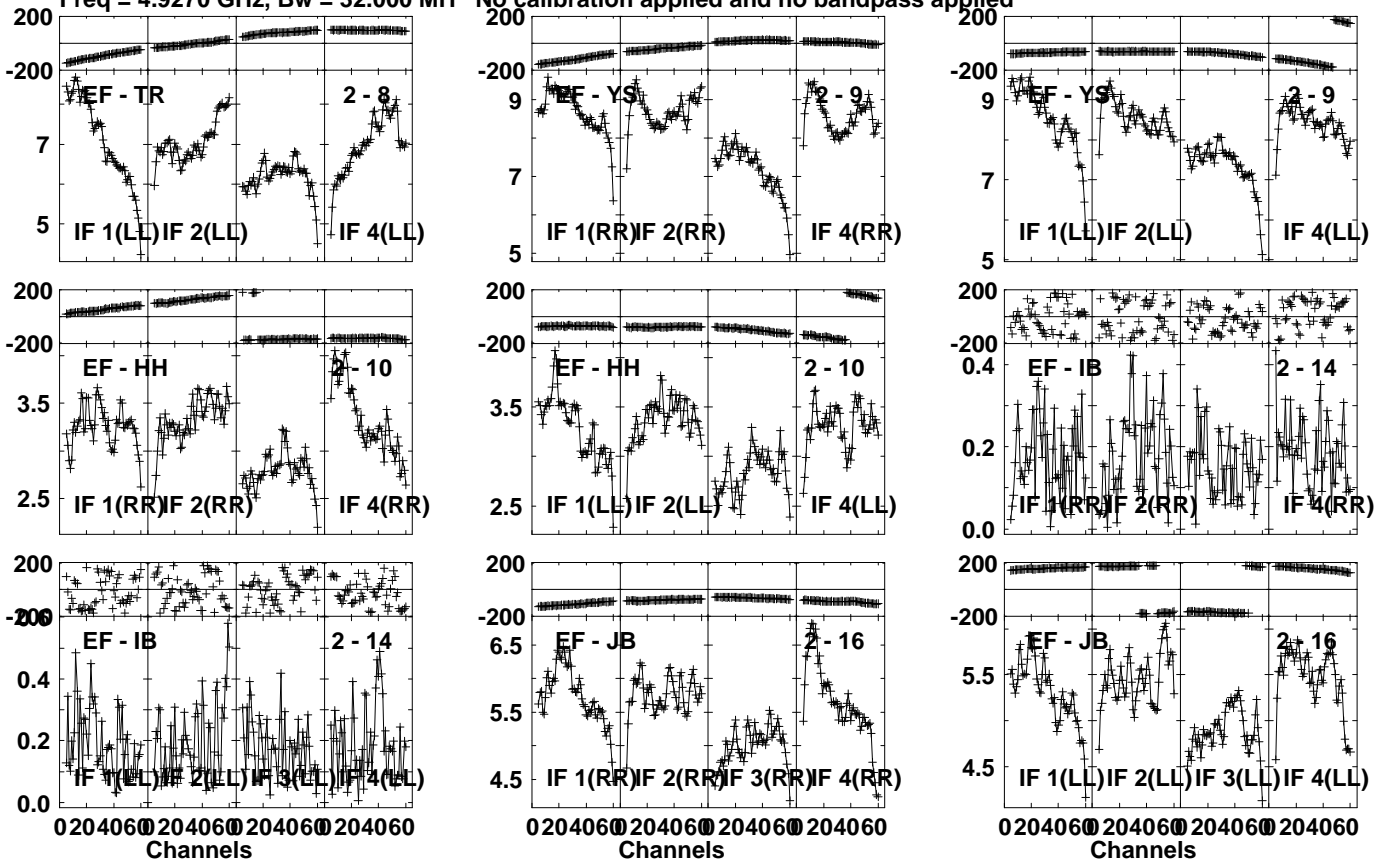 Freq = 4.9270 GHz, Bw = 32.000 MH No calibration applied and no bandpass applied
200
-200
EF - TR
2 - 8
7
5
IF 1(LL)
IF 2(LL)
IF 4(LL)
200
-200
EF - YS
2 - 9
9
7
5
IF 1(RR)
IF 2(RR)
IF 4(RR)
200
-200
EF - YS
2 - 9
9
7
5
IF 1(LL)
IF 2(LL)
IF 4(LL)
200
-200
EF - HH
2 - 10
3.5
2.5
IF 1(RR)
IF 2(RR)
IF 4(RR)
200
-200
EF - HH
2 - 10
3.5
2.5
IF 1(LL)
IF 2(LL)
IF 4(LL)
200
-200
EF - IB
2 - 14
0.4
0.2
0.0
IF 1(RR)
IF 2(RR)
IF 4(RR)
200
-200
0.6
EF - IB
2 - 14
0.4
0.2
0.0
IF 1(LL)
IF 2(LL)
IF 3(LL)
IF 4(LL)
0 20 40 60 0 20 40 60 0 20 40 60 0 20 40 60
Channels
200
-200
EF - JB
2 - 16
6.5
5.5
4.5
IF 1(RR)
IF 2(RR)
IF 3(RR)
IF 4(RR)
0 20 40 60 0 20 40 60 0 20 40 60 0 20 40 60
Channels
200
-200
EF - JB
2 - 16
5.5
4.5
IF 1(LL)
IF 2(LL)
IF 3(LL)
IF 4(LL)
0 20 40 60 0 20 40 60 0 20 40 60 0 20 40 60
Channels